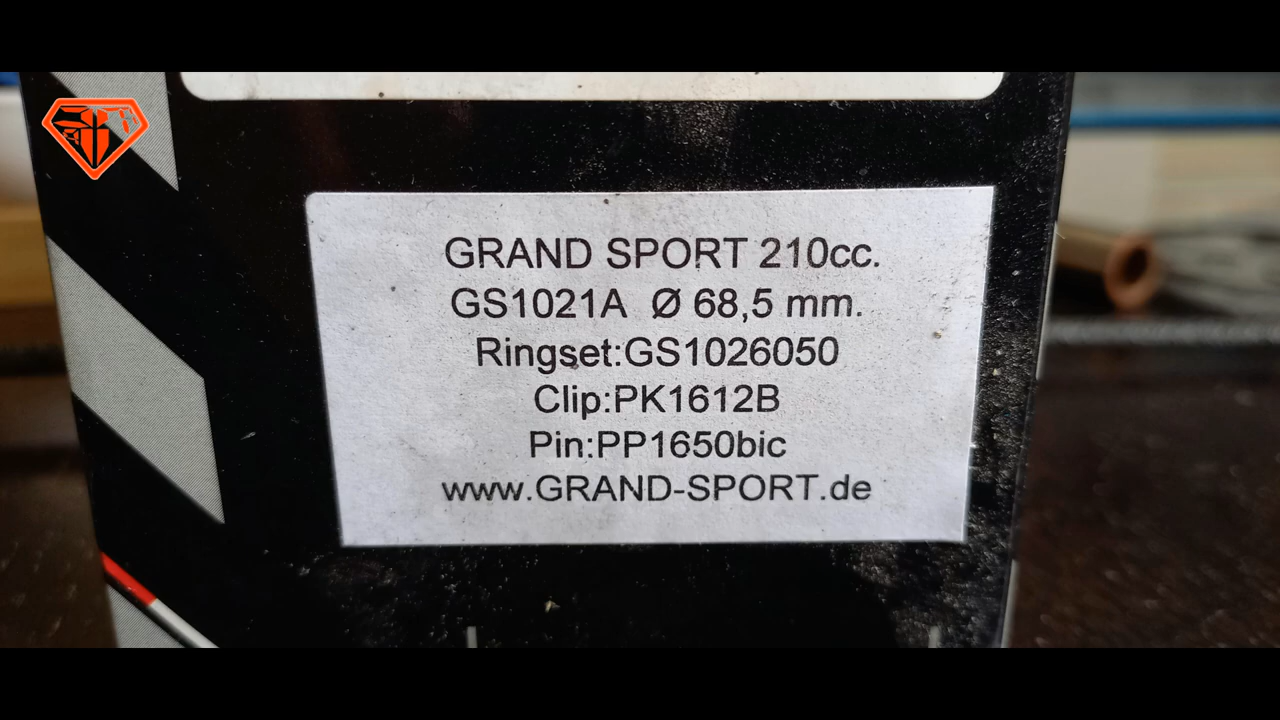 GRAND SPORT 210cc.
GS1021A Ø 68,5 mm.
Ringset:GS1026050
Clip:PK1612B
Pin:PP1650bic
www.GRAND-SPORT.de